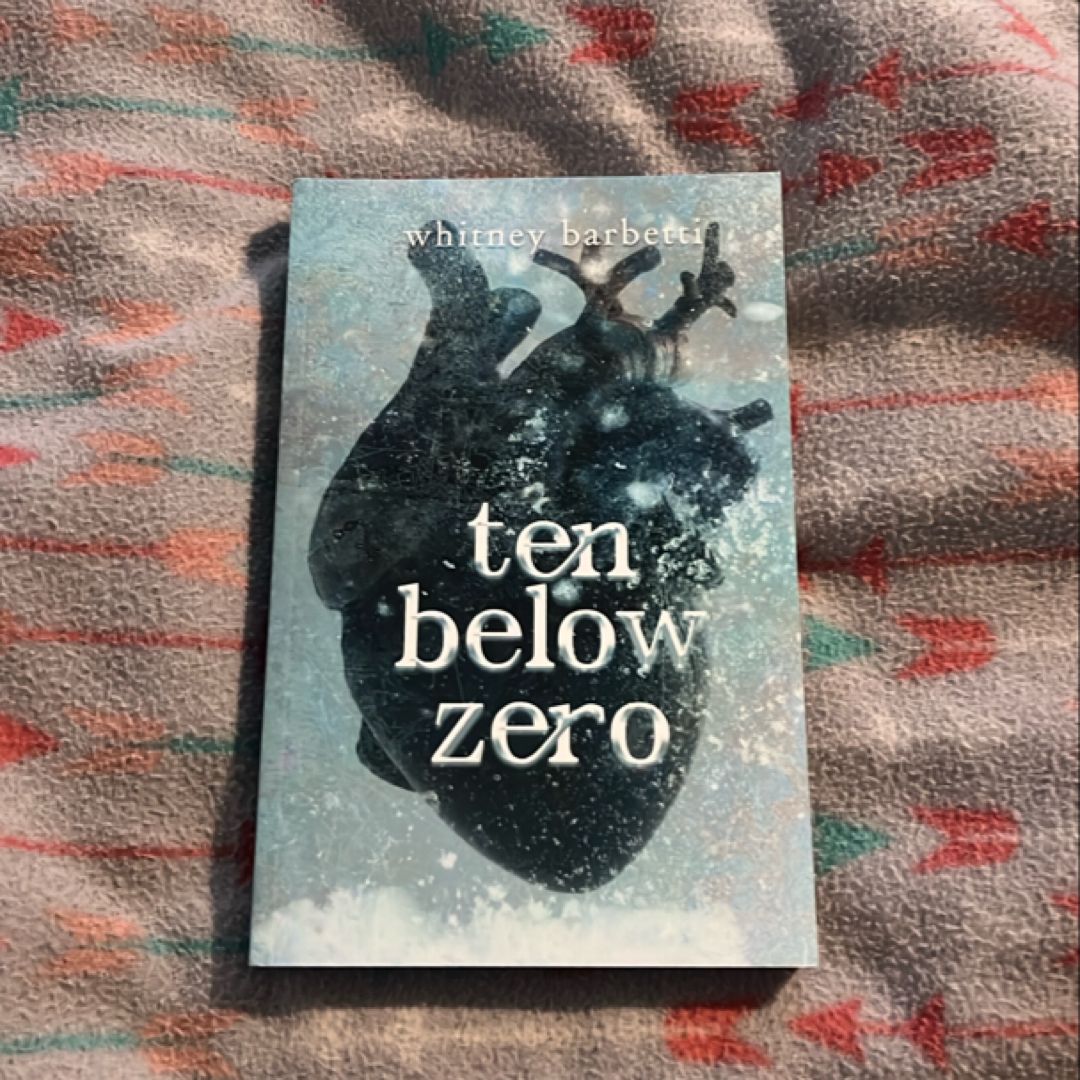 whitney barbetti
ten
below
zero